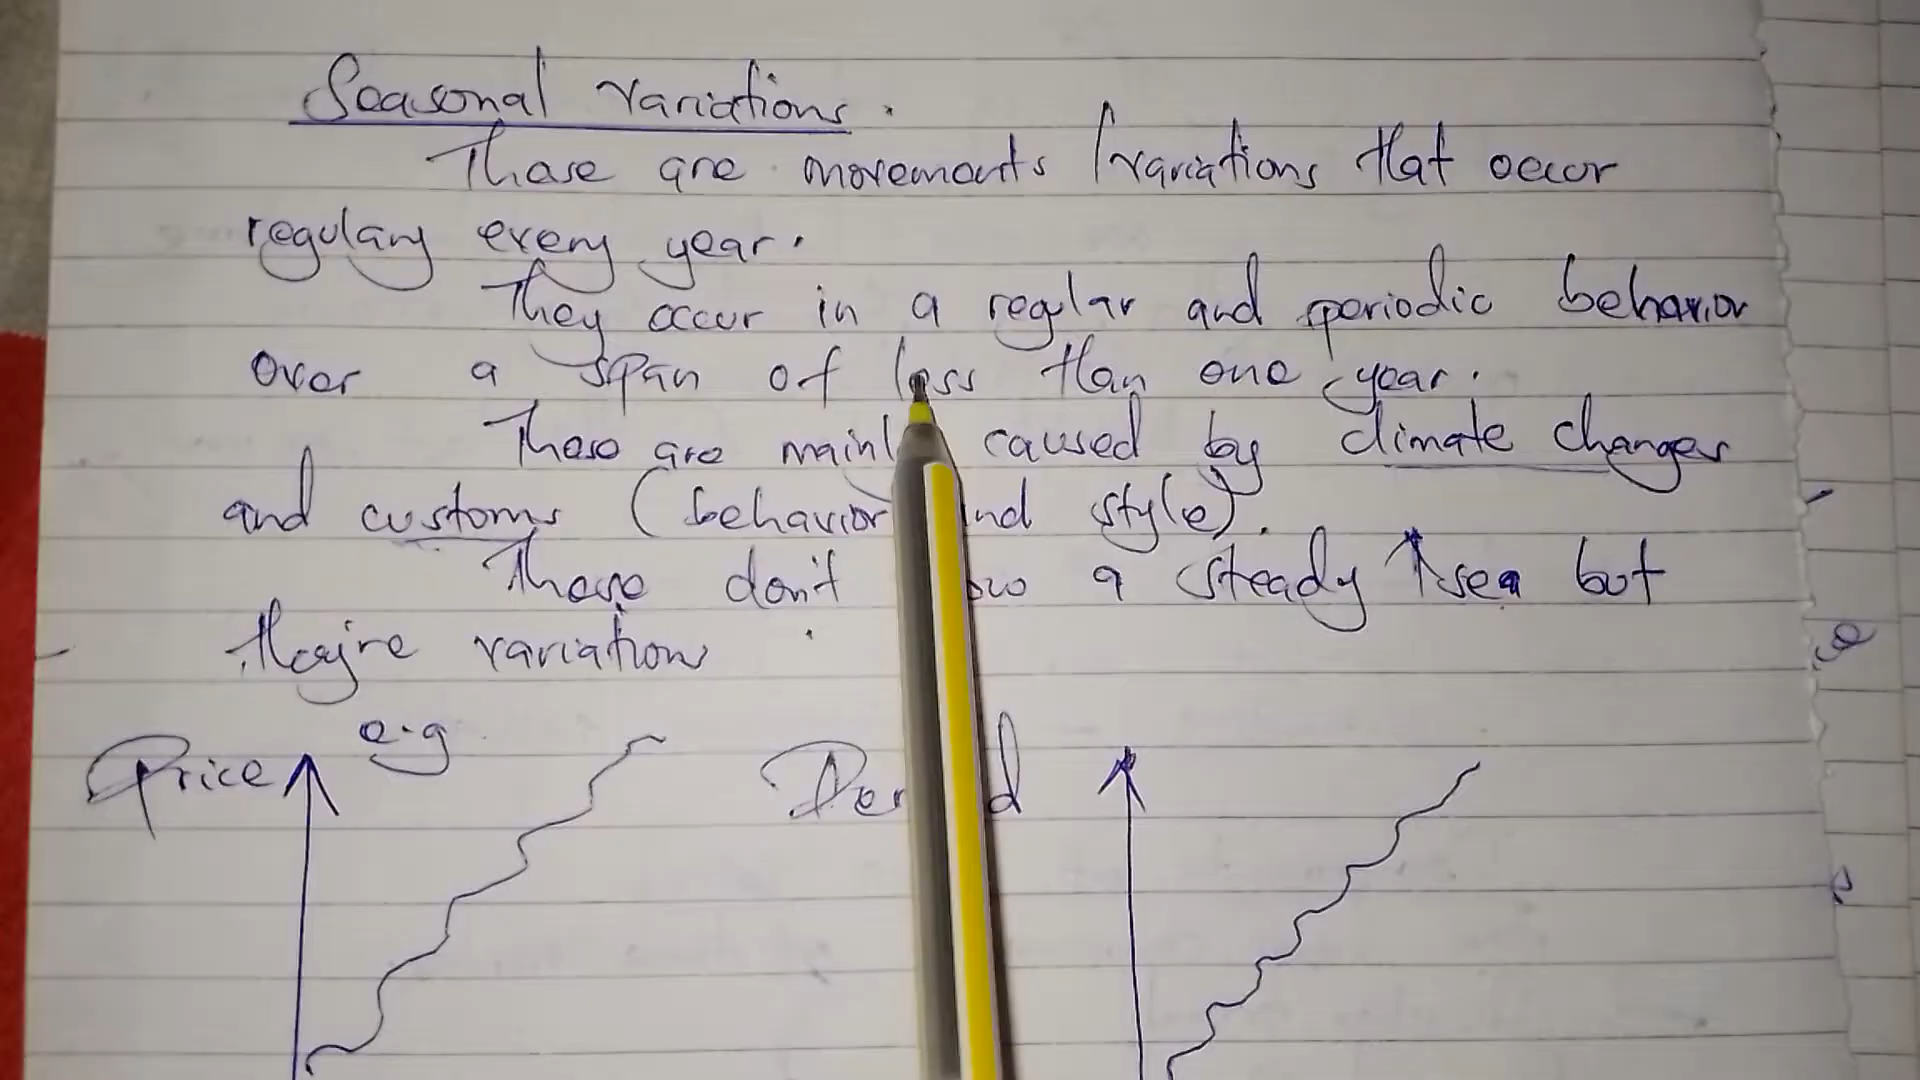 Seasonal Variations.
These are movements / variations that occur
regulary every year.
They occur in a regular and periodic behavior
over a span of less than one year.
These are mainl caused by climate changes
and customs (behavior nd style).
These don't a steady ↑se but
they're variations
e.g
Price